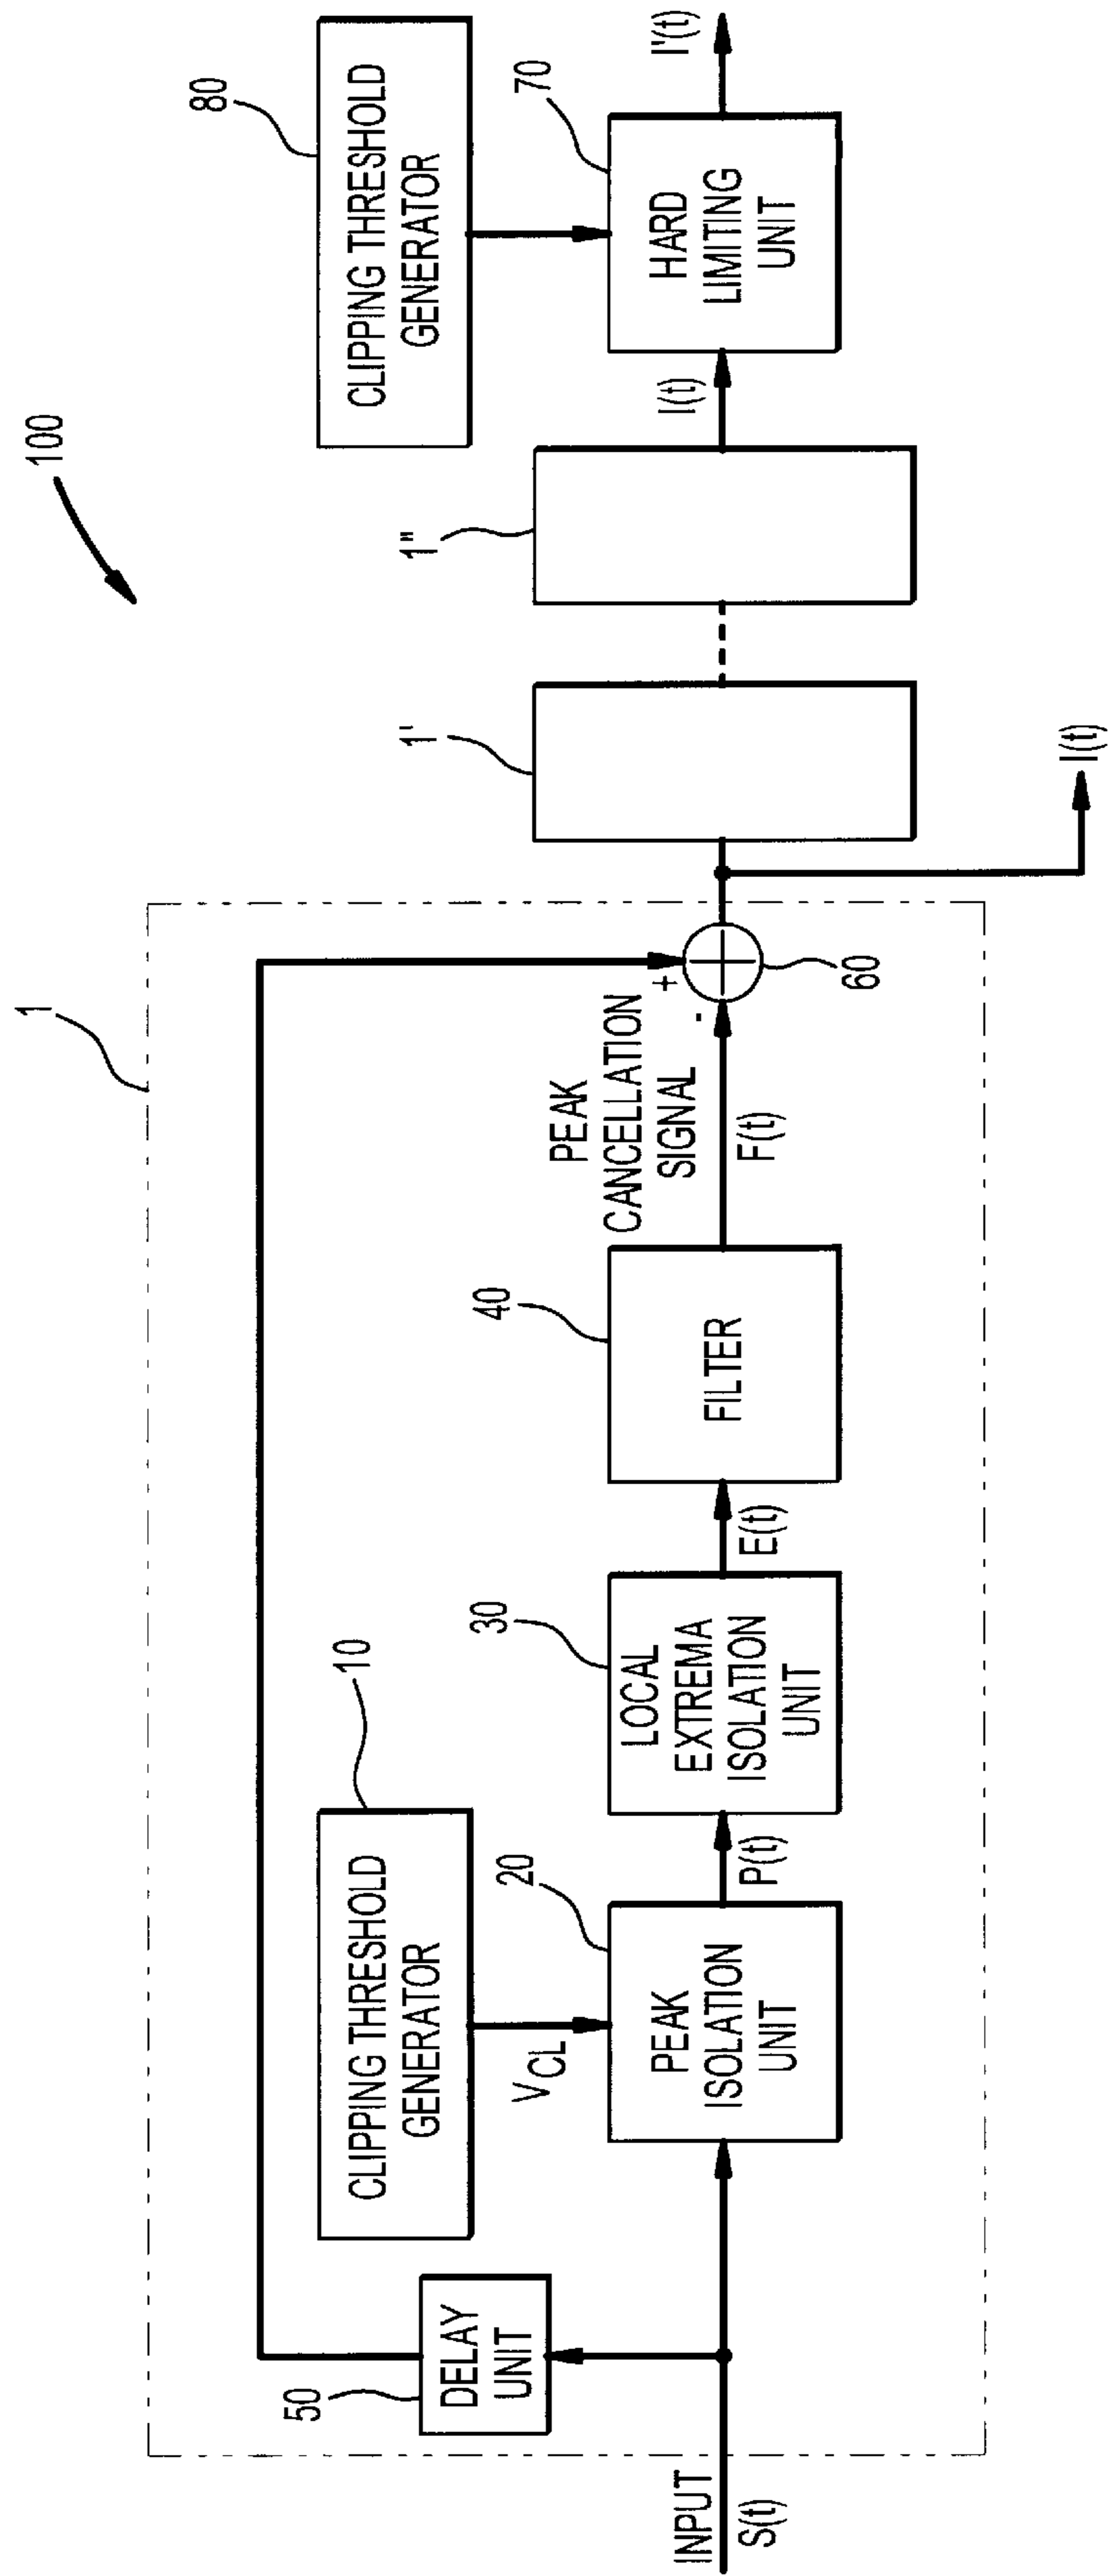 100
1
INPUT
S(t)
50
DELAY
UNIT
10
CLIPPING THRESHOLD
GENERATOR
V_CL
20
PEAK
ISOLATION
UNIT
P(t)
30
LOCAL
EXTREMA
ISOLATION
UNIT
E(t)
40
FILTER
PEAK
CANCELLATION
SIGNAL
F(t)
+
-
60
I(t)
1'
1"
I(t)
80
CLIPPING THRESHOLD
GENERATOR
70
HARD
LIMITING
UNIT
I'(t)